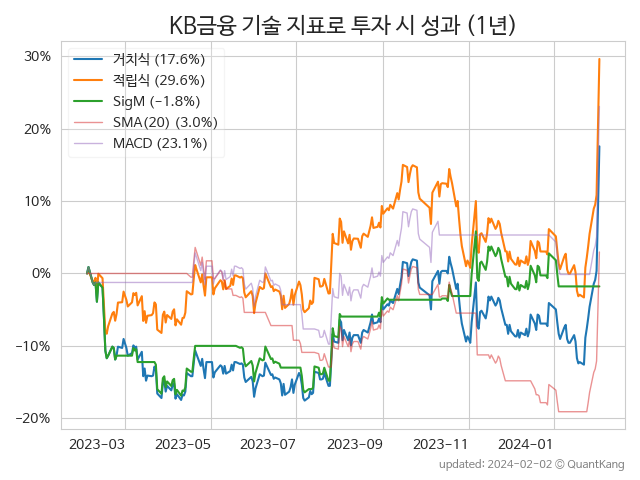 KB금융 기술 지표로 투자 시 성과 (1년)
거치식 (17.6%)
적립식 (29.6%)
SigM (-1.8%)
SMA(20) (3.0%)
MACD (23.1%)
30%
20%
10%
0%
-10%
-20%
2023-03 2023-05 2023-07 2023-09 2023-11 2024-01
updated: 2024-02-02 © QuantKang